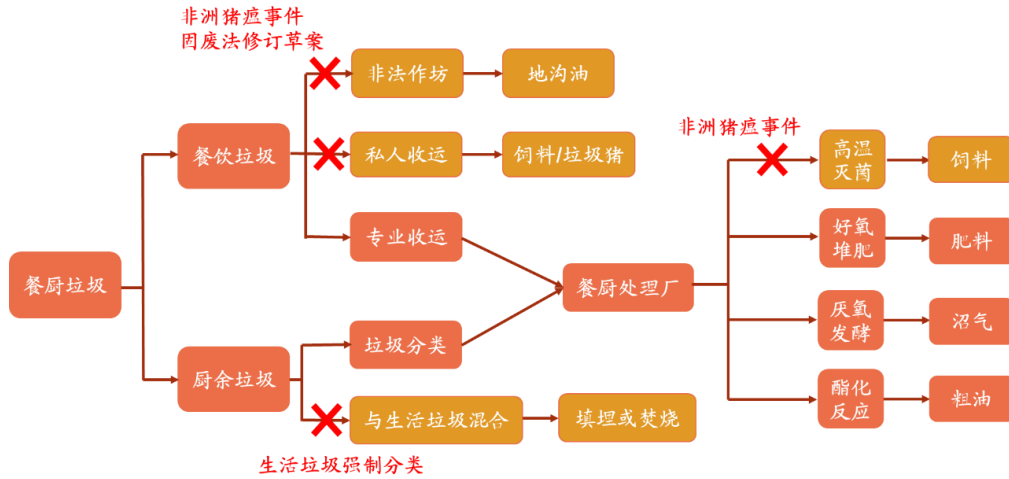 非洲猪瘟事件
固废法修订草案
非法作坊
地沟油
餐饮垃圾
私人收运
饲料/垃圾猪
专业收运
餐厨垃圾
厨余垃圾
垃圾分类
与生活垃圾混合
填埋或焚烧
生活垃圾强制分类
餐厨处理厂
非洲猪瘟事件
高温
灭菌
饲料
好氧
堆肥
肥料
厌氧
发酵
沼气
酯化
反应
粗油